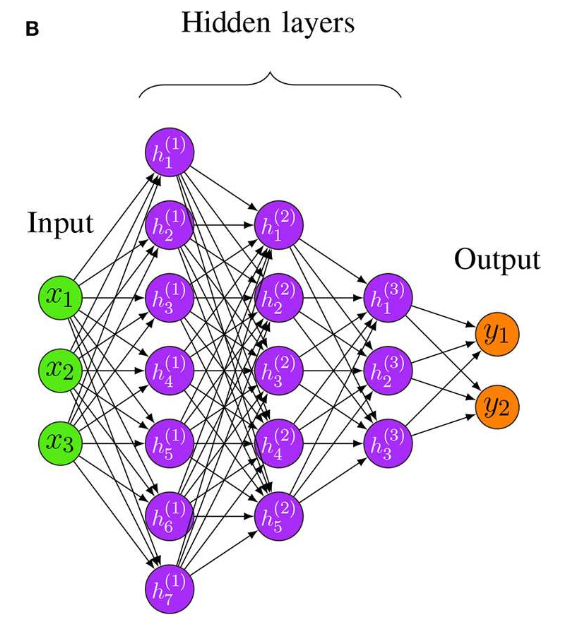 B
Hidden layers
Input
Output
x₁
x₂
x₃
h₁⁽¹⁾
h₂⁽¹⁾
h₃⁽¹⁾
h₄⁽¹⁾
h₅⁽¹⁾
h₆⁽¹⁾
h₇⁽¹⁾
h₁⁽²⁾
h₂⁽²⁾
h₃⁽²⁾
h₄⁽²⁾
h₅⁽²⁾
h₁⁽³⁾
h₂⁽³⁾
h₃⁽³⁾
y₁
y₂